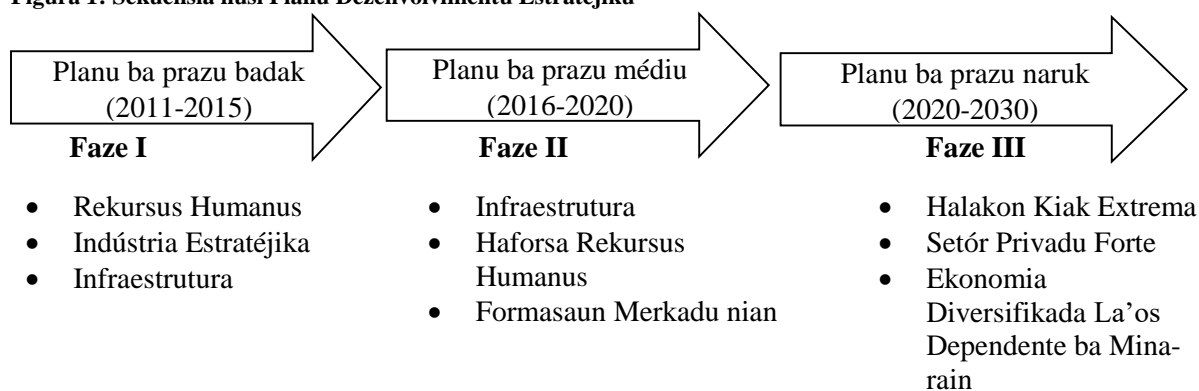 Figura 1: Sekuénsia husi Planu Dezenvolvimentu Estratéjiku
Planu ba prazu badak
(2011-2015)
Faze I
• Rekursus Humanus
• Indústria Estratéjika
• Infraestrutura
Planu ba prazu médiu
(2016-2020)
Faze II
• Infraestrutura
• Haforsa Rekursus
Humanus
• Formasaun Merkadu nian
Planu ba prazu naruk
(2020-2030)
Faze III
• Halakon Kiak Extrema
• Setór Privadu Forte
• Ekonomia
Diversifikada La’os
Dependente ba Mina-
rain